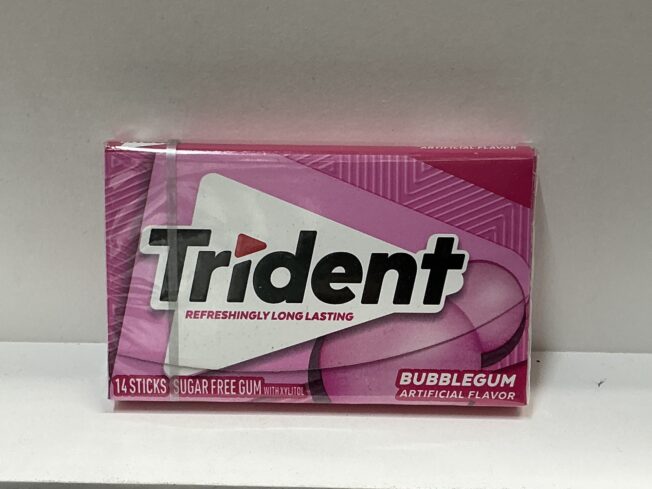 ARTIFICIAL FLAVOR
Trident
REFRESHINGLY LONG LASTING
14 STICKS SUGAR FREE GUM WITH XYLITOL
BUBBLEGUM
ARTIFICIAL FLAVOR